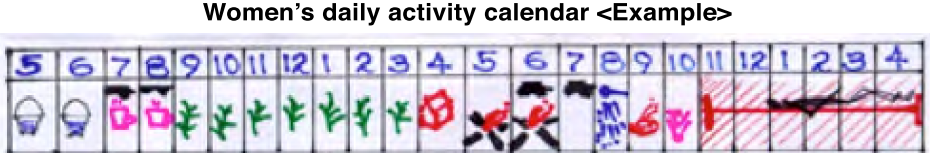 Women's daily activity calendar <Example>
5 6 7 8 9 10 11 12 1 2 3 4 5 6 7 8 9 10 11 12 1 2 3 4